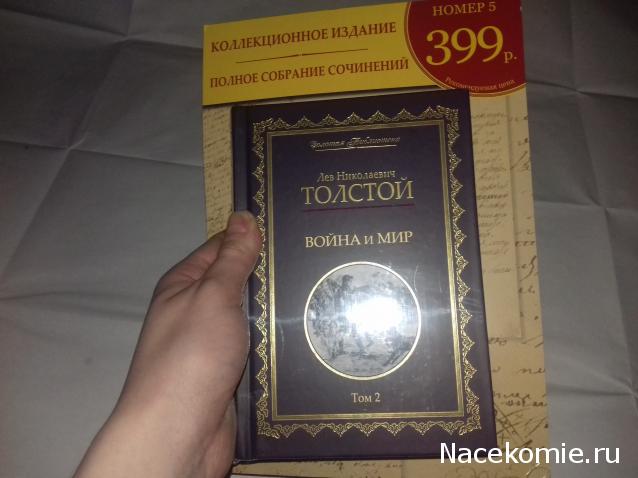 НОМЕР 5
КОЛЛЕКЦИОННОЕ ИЗДАНИЕ
399р.
ПОЛНОЕ СОБРАНИЕ СОЧИНЕНИЙ
Рекомендуемая цена
Золотая Библиотека
Лев Николаевич
ТОЛСТОЙ
ВОЙНА и МИР
Том 2
Nacekomie.ru